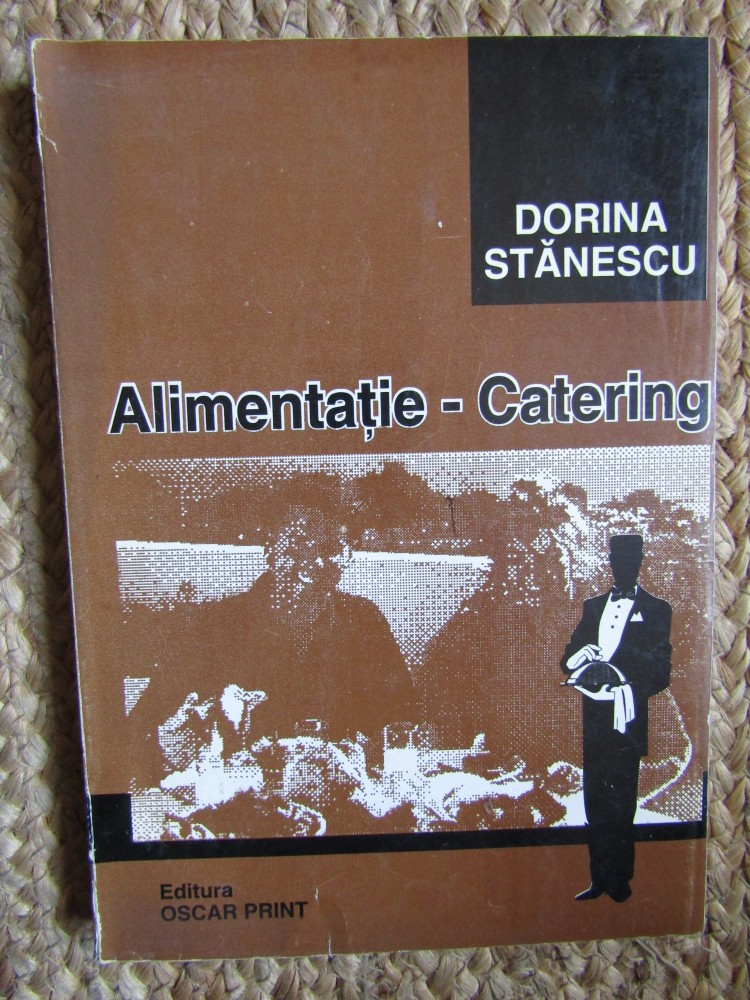 DORINA
STĂNESCU
Alimentație - Catering
Editura
OSCAR PRINT